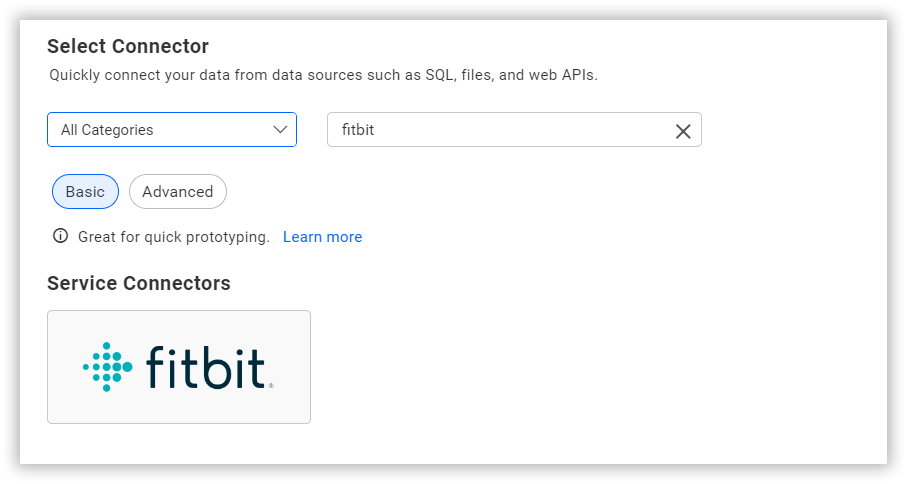 Select Connector
Quickly connect your data from data sources such as SQL, files, and web APIs.
All Categories
fitbit
Basic
Advanced
Great for quick prototyping. Learn more
Service Connectors
fitbit®